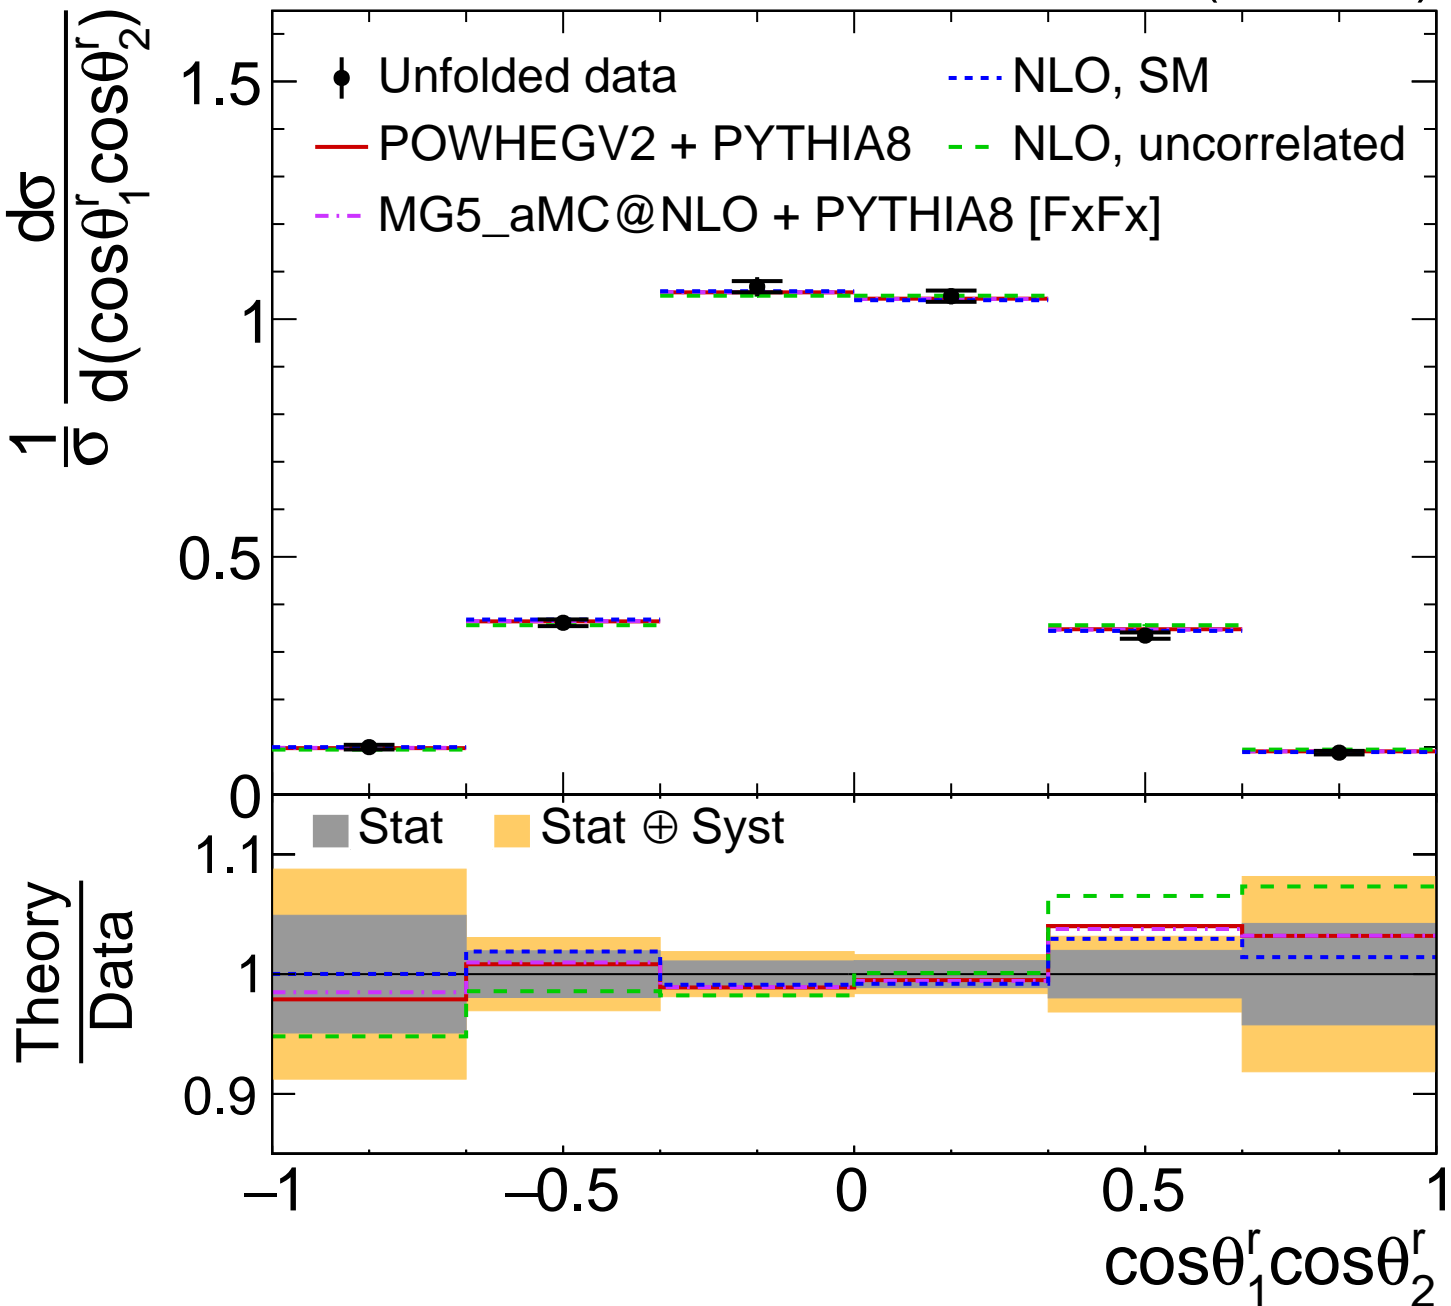 1/σ dσ/d(cosθ₁ʳcosθ₂ʳ)
Unfolded data
POWHEGV2 + PYTHIA8
MG5_aMC@NLO + PYTHIA8 [FxFx]
NLO, SM
NLO, uncorrelated
1.5
1
0.5
0
Stat
Stat ⊕ Syst
Theory
Data
1.1
1
0.9
−1
−0.5
0
0.5
1
cosθ₁ʳcosθ₂ʳ